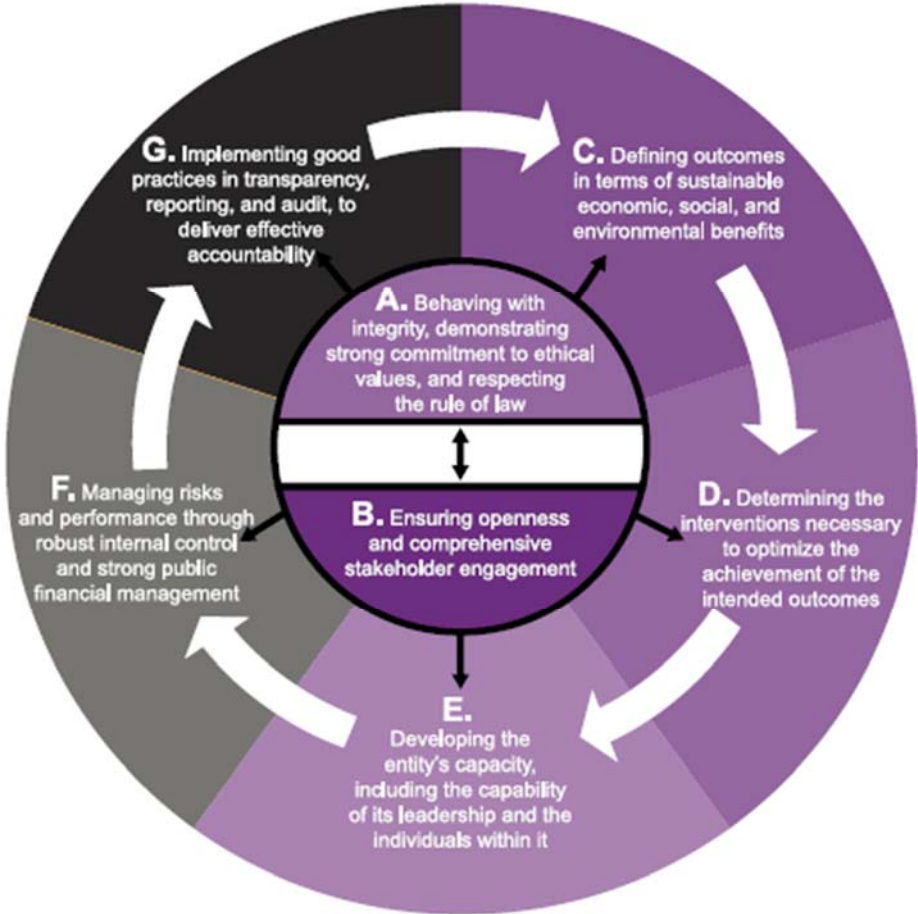 G. Implementing good
practices in transparency,
reporting, and audit, to
deliver effective
accountability
C. Defining outcomes
in terms of sustainable
economic, social, and
environmental benefits
A. Behaving with
integrity, demonstrating
strong commitment to ethical
values, and respecting
the rule of law
B. Ensuring openness
and comprehensive
stakeholder engagement
D. Determining the
interventions necessary
to optimize the
achievement of the
intended outcomes
E.
Developing the
entity's capacity,
including the capability
of its leadership and the
individuals within it
F. Managing risks
and performance through
robust internal control
and strong public
financial management